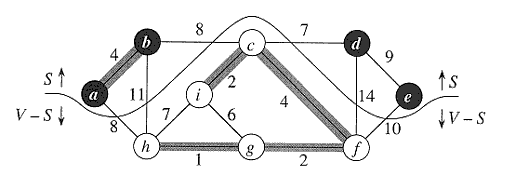 8 7
b c d
4 9
S ↑ 2 ↑ S
a 11 i 4 14 e
V – S ↓ 8 7 6 10 ↓ V – S
h g f
1 2